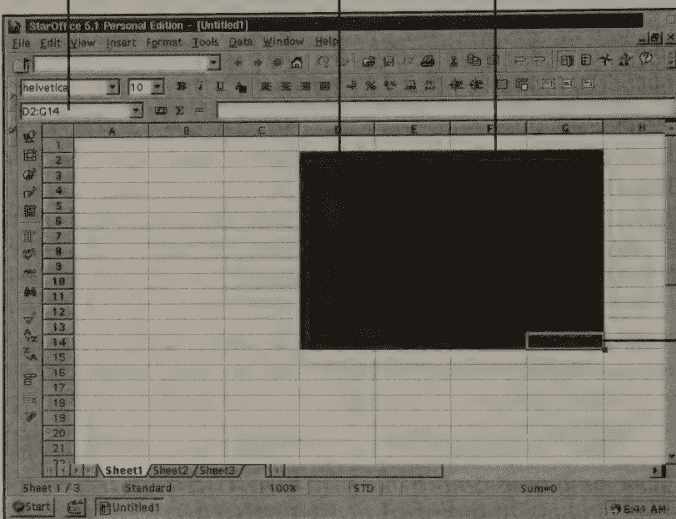 StarOffice 5.1 Personal Edition - [Untitled1]
File Edit View Insert Format Tools Data Window Help
helvetica 10 B i U
D2:G14 Σ =
A B C D E F G H
1
2
3
4
5
6
7
8
9
10
11
12
13
14
15
16
17
18
19
20
21
22
Sheet1 Sheet2 Sheet3
Sheet 1 / 3 Standard 100% STD Sum=0
Start Untitled1 6:41 AM